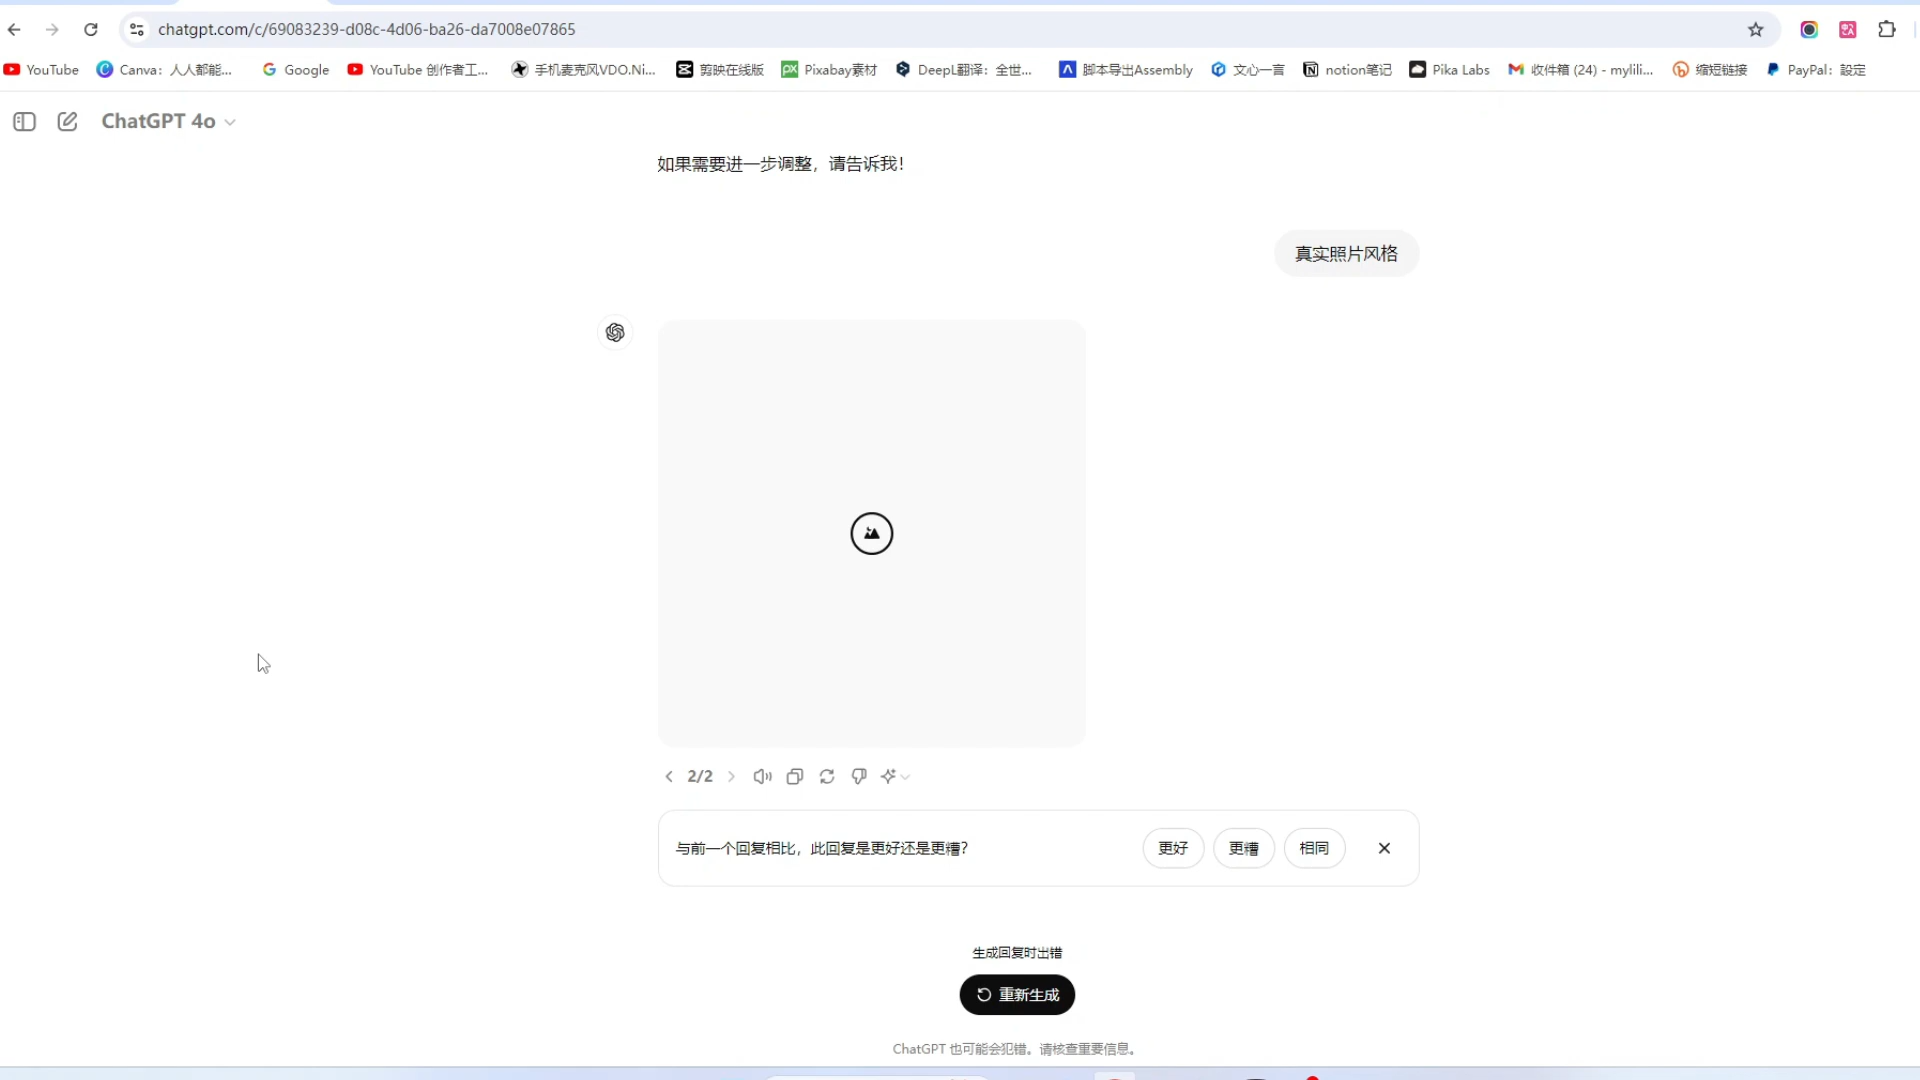 chatgpt.com/c/69083239-d08c-4d06-ba26-da7008e07865
YouTube Canva：人人都能... Google YouTube 创作者工... 手机麦克风VDO.Ni... 剪映在线版 Pixabay素材 DeepL翻译：全世... 脚本导出Assembly 文心一言 notion笔记 Pika Labs 收件箱 (24) - mylili... 缩短链接 PayPal：設定
ChatGPT 4o
如果需要进一步调整，请告诉我！
真实照片风格
2/2
与前一个回复相比，此回复是更好还是更糟？ 更好 更糟 相同
生成回复时出错
重新生成
ChatGPT 也可能会犯错。请核查重要信息。